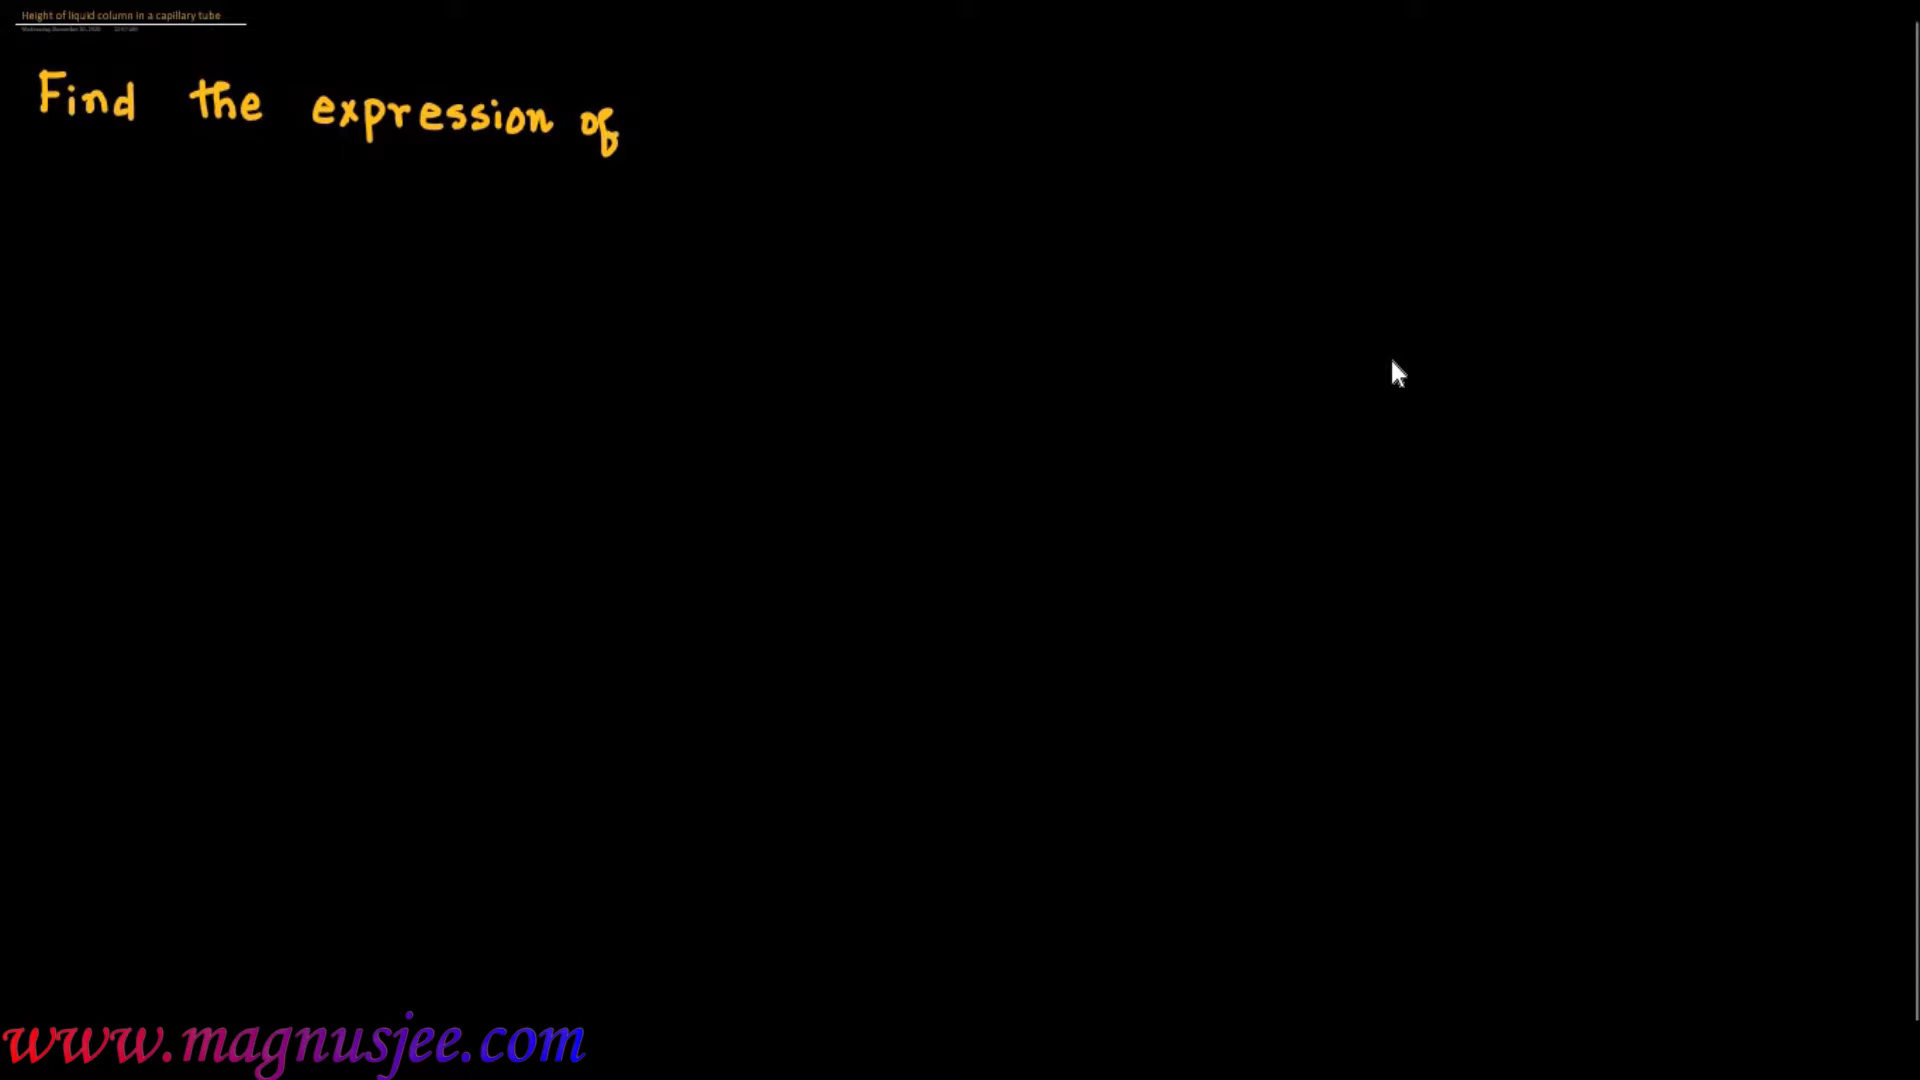 Height of liquid column in a capillary tube
Find the expression of
www.magnusjee.com